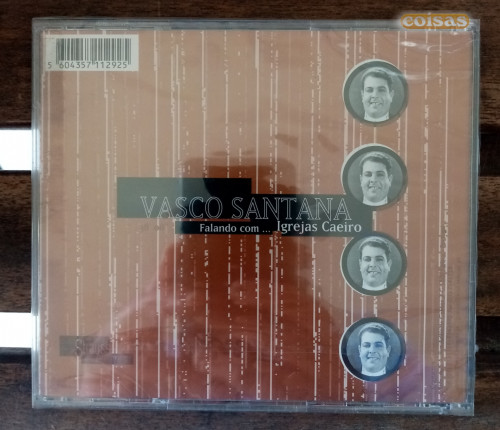 coisas
5 604357 112925
VASCO SANTANA
Falando com ... Igrejas Caeiro